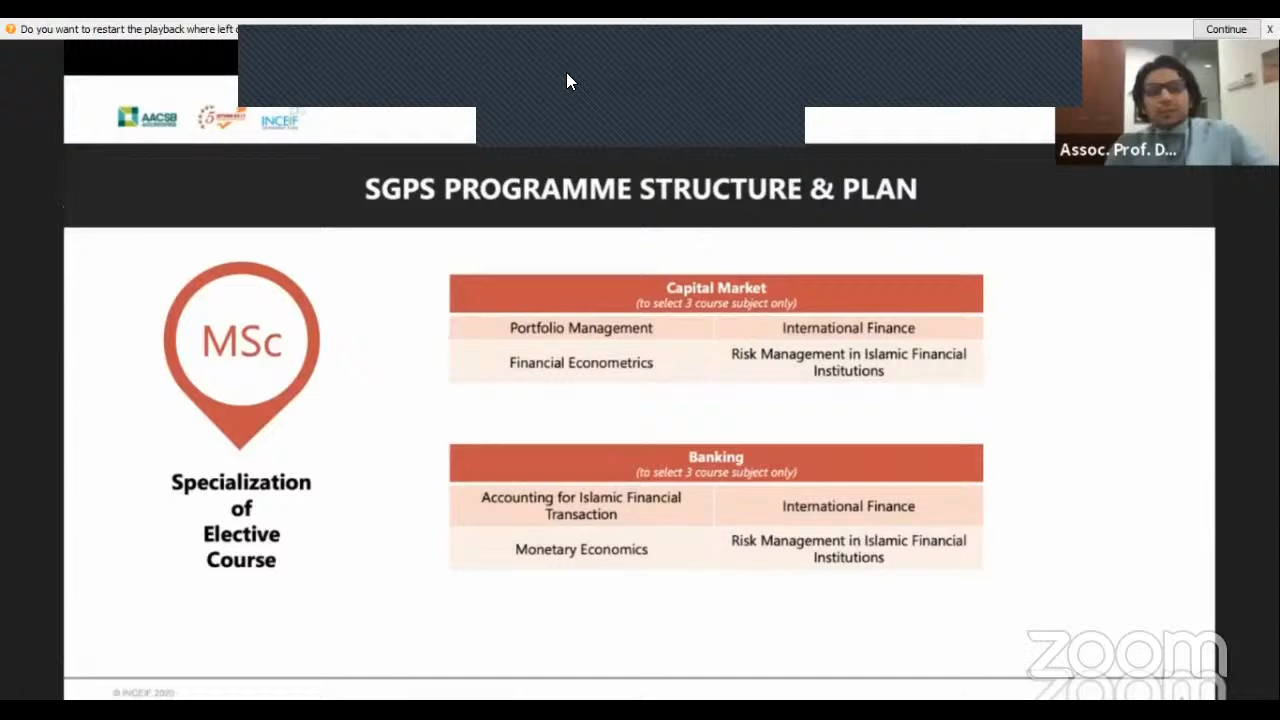 Do you want to restart the playback where left
Continue
X
AACSB
INCEIF
Assoc. Prof. D...
SGPS PROGRAMME STRUCTURE & PLAN
MSc
Specialization
of
Elective
Course
Capital Market
(to select 3 course subject only)
Portfolio Management
International Finance
Financial Econometrics
Risk Management in Islamic Financial
Institutions
Banking
(to select 3 course subject only)
Accounting for Islamic Financial
Transaction
International Finance
Monetary Economics
Risk Management in Islamic Financial
Institutions
zoom
zoom
© INCEIF 2020